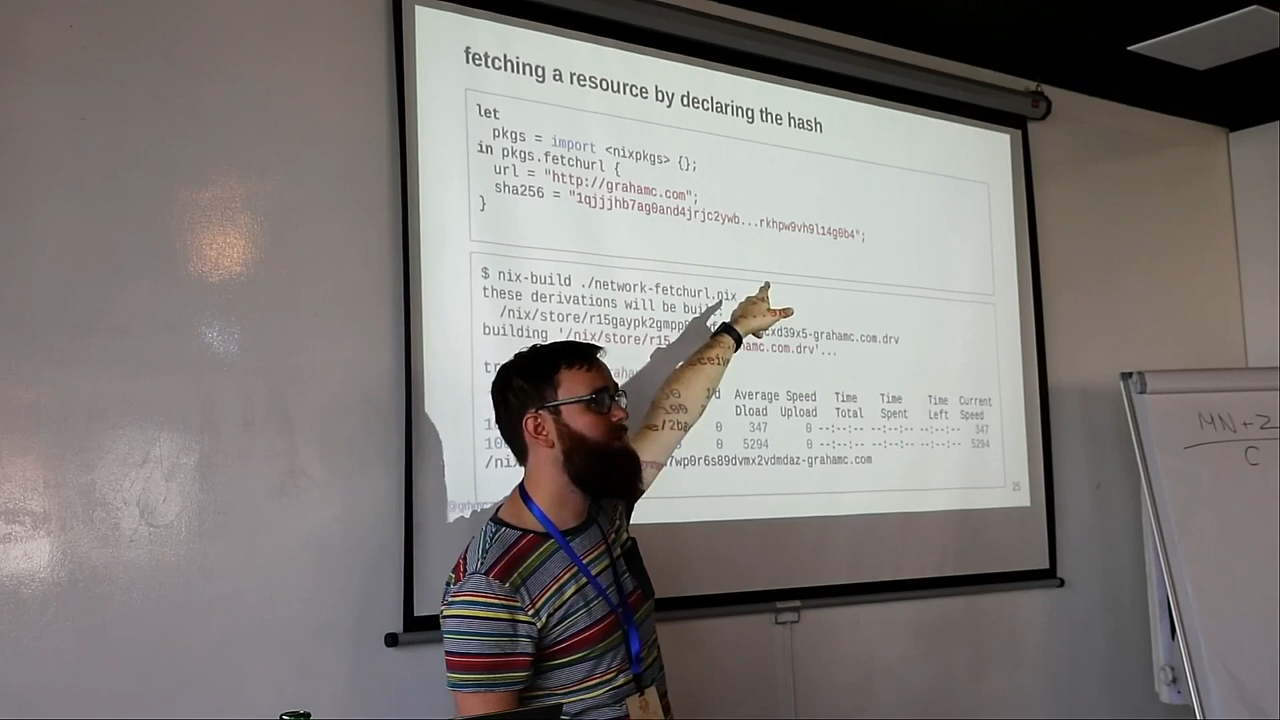 fetching a resource by declaring the hash
let
pkgs = import <nixpkgs> {};
in pkgs.fetchurl {
url = "http://grahamc.com";
sha256 = "1qjjjhb7ag0and4jrjc2ywb...rkhpw9vh9l14g0b4";
}
$ nix-build ./network-fetchurl.nix
these derivations will be built:
/nix/store/r15gaypk2gmpp cxd39x5-grahamc.com.drv
building '/nix/store/r15 hamc.com.drv'...
Average Speed Time Time Time Current
Dload Upload Total Spent Left Speed
0 347 0 --:--:-- --:--:-- --:--:-- 347
0 5294 0 --:--:-- --:--:-- --:--:-- 5294
/nix 7wp0r6s89dvmx2vdmdaz-grahamc.com
25
MN+2
C